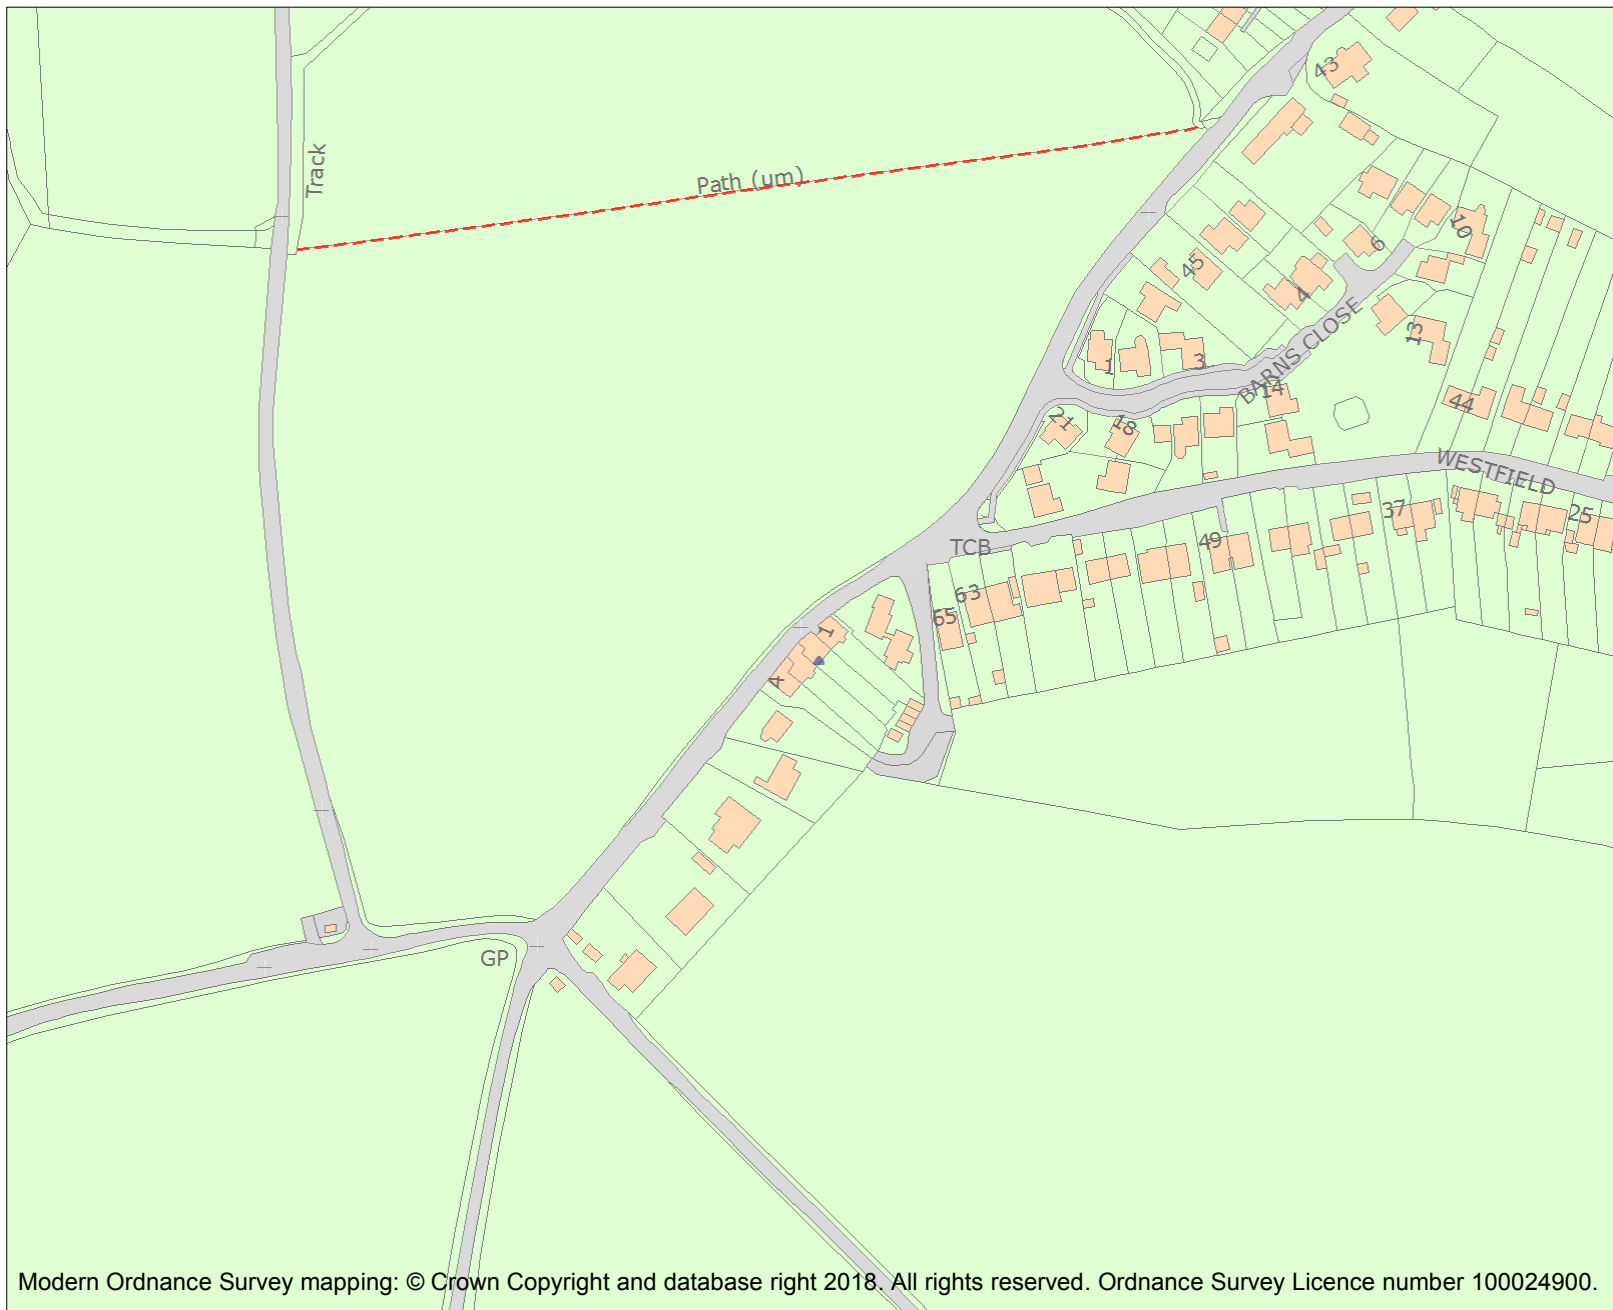 43
Track
Path (um)
10
6
45
4
13
BARNS CLOSE
1
3
14
44
21
18
WESTFIELD
37
25
49
TCB
63
65
1
4
GP
Modern Ordnance Survey mapping: © Crown Copyright and database right 2018. All rights reserved. Ordnance Survey Licence number 100024900.